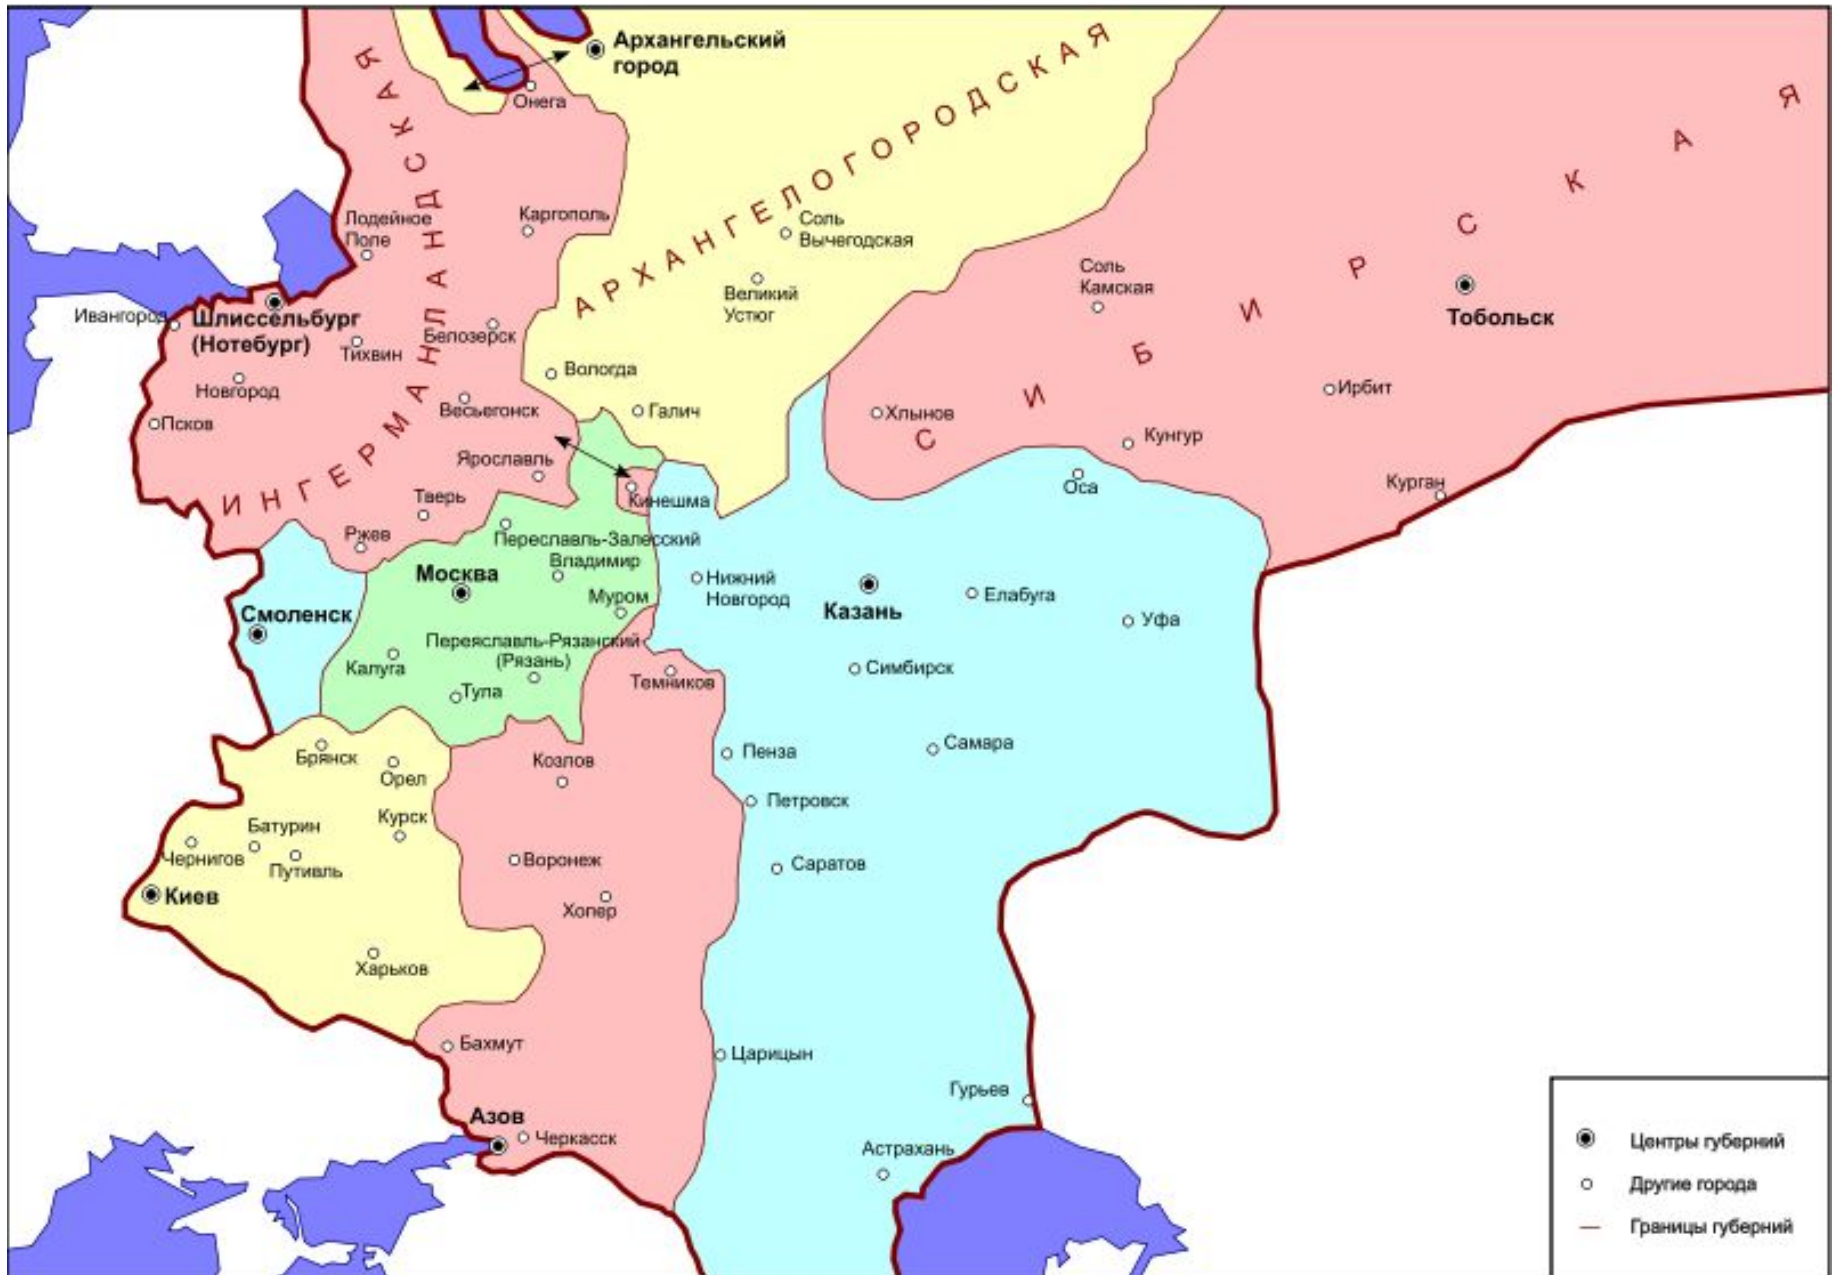 Архангельский
город
Онега
ИНГЕРМАНЛАНДСКАЯ
АРХАНГЕЛОГОРОДСКАЯ
СИБИРСКАЯ
Лодейное
Поле
Каргополь
Соль
Вычегодская
Великий
Устюг
Соль
Камская
Тобольск
Ивангород
Шлиссельбург
(Нотебург)
Тихвин
Белозерск
Новгород
Вологда
Весьегонск
Галич
Псков
Хлынов
Ирбит
Кунгур
Ярославль
Кинешма
Оса
Курган
Тверь
Ржев
Переславль-Залесский
Москва
Владимир
Нижний
Новгород
Казань
Елабуга
Муром
Уфа
Смоленск
Переяславль-Рязанский
(Рязань)
Калуга
Тула
Темников
Симбирск
Брянск
Орел
Козлов
Пенза
Самара
Петровск
Курск
Батурин
Чернигов
Путивль
Воронеж
Саратов
Киев
Хопер
Харьков
Бахмут
Царицын
Гурьев
Азов
Черкасск
Астрахань
Центры губерний
Другие города
Границы губерний